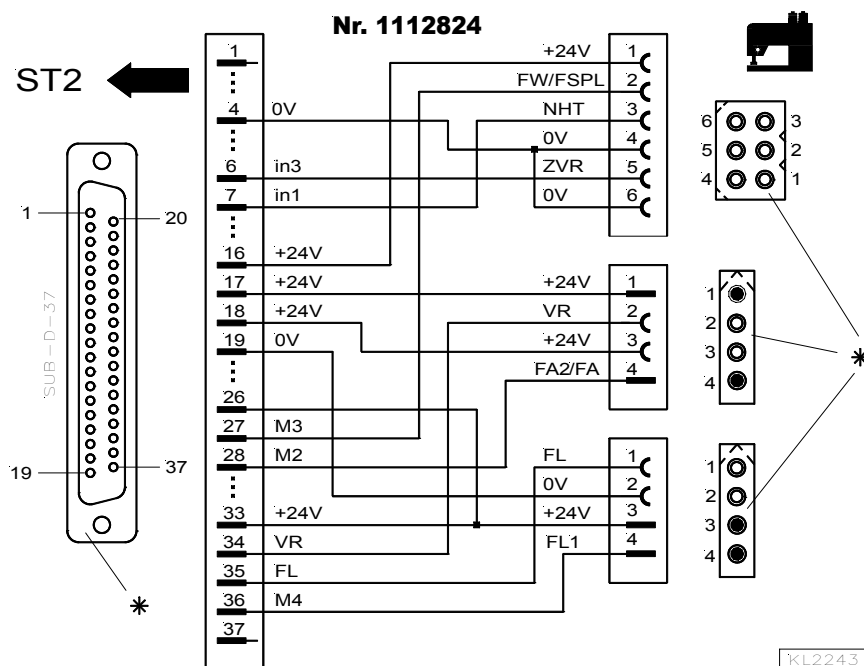 Nr. 1112824
ST2
1
4 0V
6 in3
7 in1
16 +24V
17 +24V
18 +24V
19 0V
26
27 M3
28 M2
33 +24V
34 VR
35 FL
36 M4
37
+24V 1
FW/FSPL 2
NHT 3
0V 4
ZVR 5
0V 6
+24V 1
VR 2
+24V 3
FA2/FA 4
FL 1
0V 2
+24V 3
FL1 4
1 20
SUB-D-37
19 37
*
6 3
5 2
4 1
1
2
3
4
*
1
2
3
4
KL2243